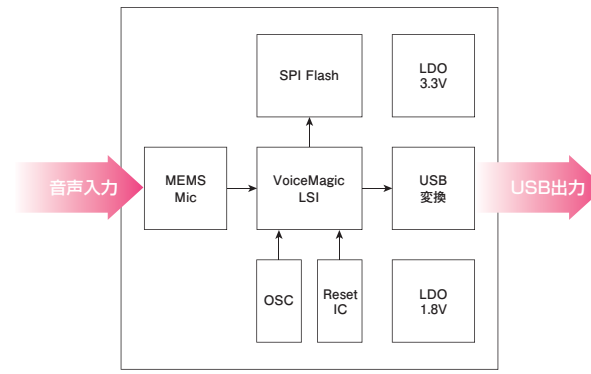 SPI Flash
LDO
3.3V
音声入力
MEMS
Mic
VoiceMagic
LSI
USB
変換
USB出力
OSC
Reset
IC
LDO
1.8V